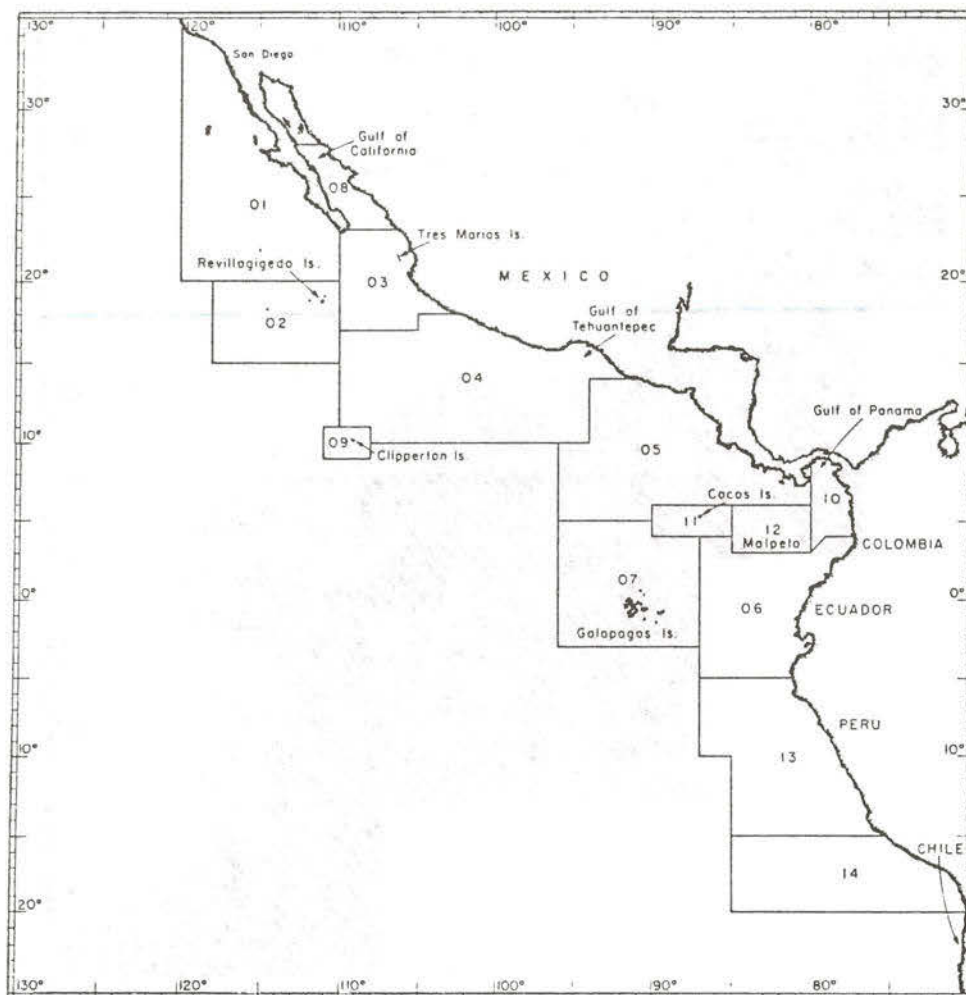 130° 120° 110° 100° 90° 80° 70°
San Diego
30° 30°
Gulf of
California
08
01
Tres Marias Is.
Revillagigedo Is.
MEXICO
20° 20°
03
02
Gulf of
Tehuantepec
04
Gulf of Panama
10° 09 Clipperton Is. 10°
05
Cocos Is.
10
11
12
Malpelo
COLOMBIA
07
0° 06 ECUADOR 0°
Galapagos Is.
PERU
10° 13 10°
CHILE
14
20° 20°
130° 120° 110° 100° 90° 80° 70°